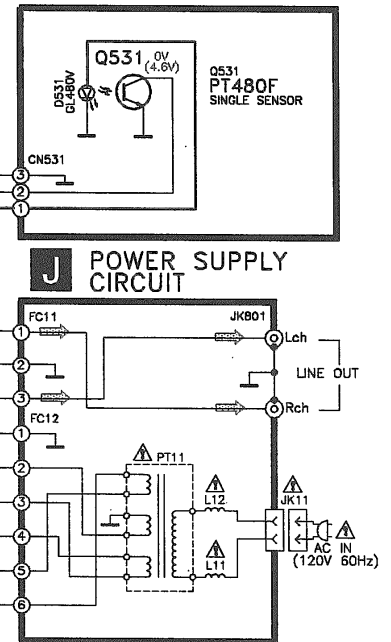 Q531
0V
(4.6V)
D531
GL480V
Q531
PT480F
SINGLE SENSOR
CN531
3
2
1
J POWER SUPPLY
CIRCUIT
FC11
JK801
1
Lch
2
LINE OUT
3
Rch
FC12
1
2
PT11
3
L12
JK11
4
L11
AC IN
(120V 60Hz)
5
6